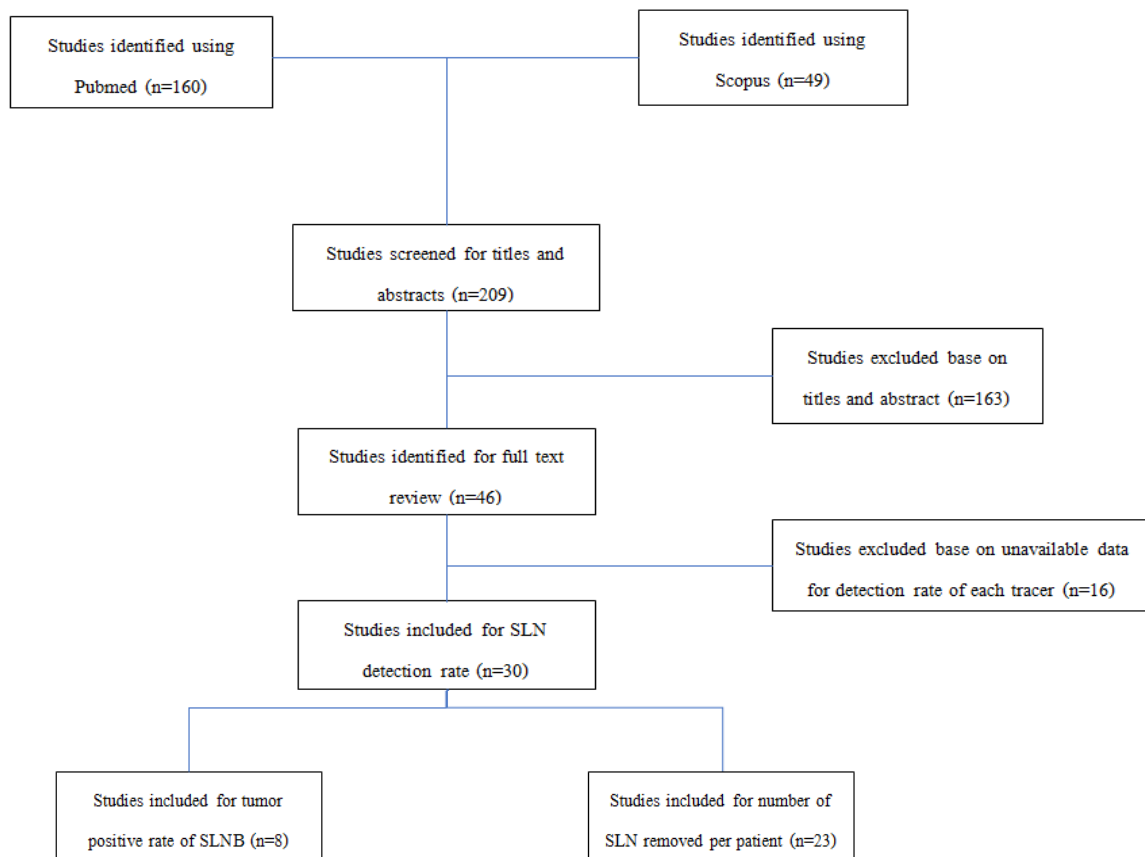 Studies identified using
Pubmed (n=160)
Studies identified using
Scopus (n=49)
Studies screened for titles and
abstracts (n=209)
Studies excluded base on
titles and abstract (n=163)
Studies identified for full text
review (n=46)
Studies excluded base on unavailable data
for detection rate of each tracer (n=16)
Studies included for SLN
detection rate (n=30)
Studies included for tumor
positive rate of SLNB (n=8)
Studies included for number of
SLN removed per patient (n=23)